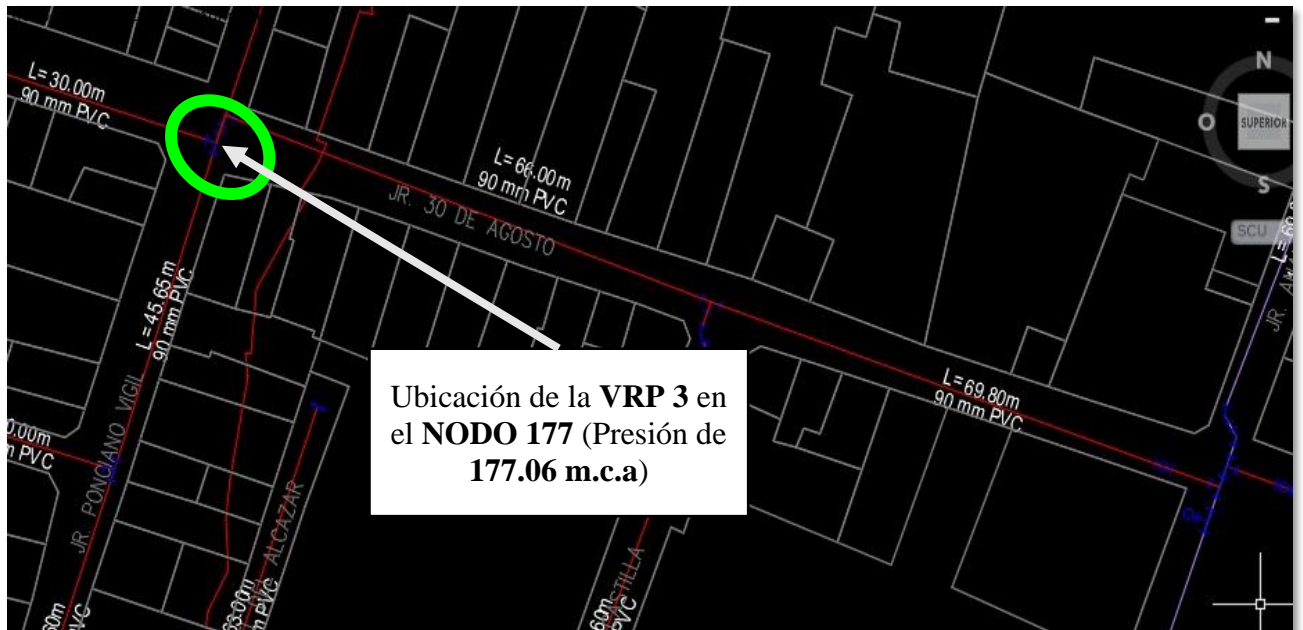 N
O
SUPERIOR
S
SCU
L= 30.00m
90 mm PVC
L= 66.00m
90 mm PVC
JR. 30 DE AGOSTO
L= 45.65m
90 mm PVC
JR. PONCIANO VIGIL
L= 69.80m
90 mm PVC
Ubicación de la VRP 3 en
el NODO 177 (Presión de
177.06 m.c.a)
ALCAZAR
63.00m